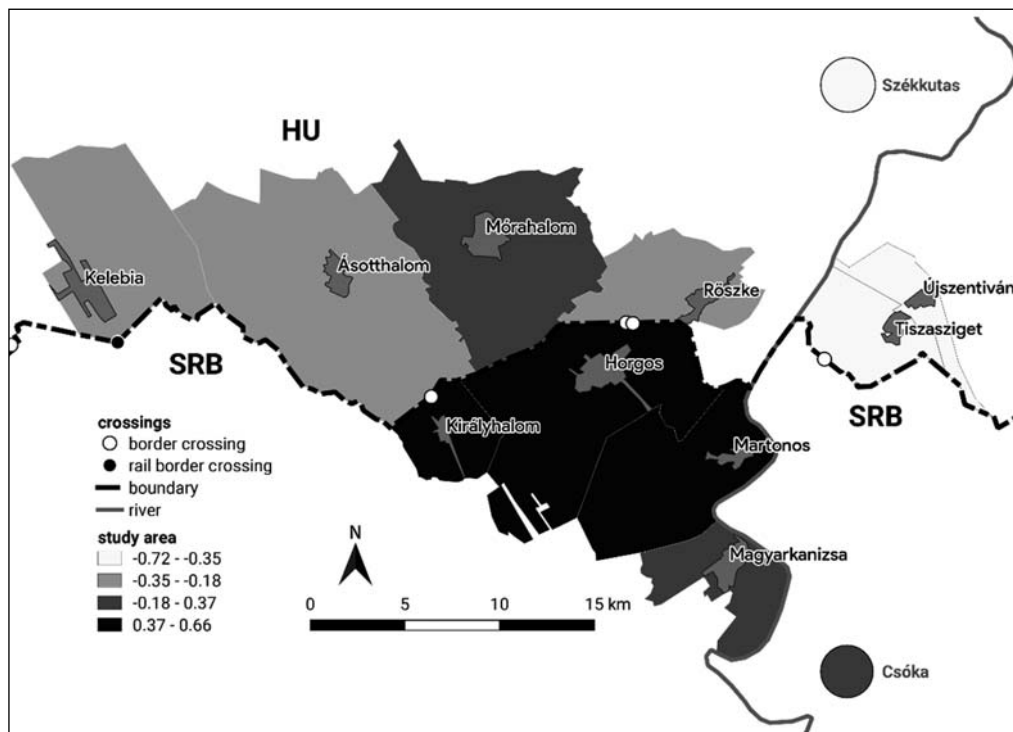 Székkutas
HU
Mórahalom
Ásotthalom
Kelebia
Röszke
Újszentiván
Tiszasziget
SRB
Horgos
SRB
Királyhalom
Martonos
crossings
border crossing
rail border crossing
boundary
river
study area
-0.72 - -0.35
-0.35 - -0.18
-0.18 - 0.37
0.37 - 0.66
N
0 5 10 15 km
Magyarkanizsa
Csóka